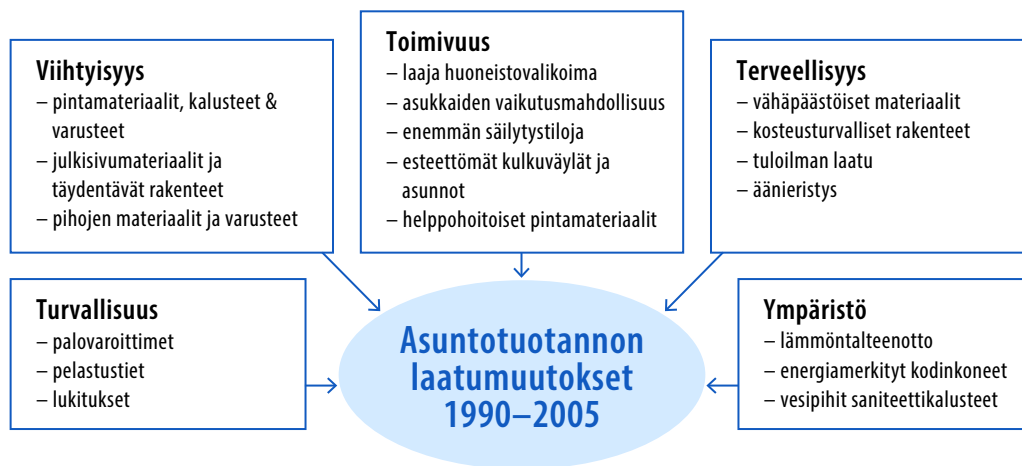 Viihtyisyys
– pintamateriaalit, kalusteet &
varusteet
– julkisivumateriaalit ja
täydentävät rakenteet
– pihojen materiaalit ja varusteet
Toimivuus
– laaja huoneistovalikoima
– asukkaiden vaikutusmahdollisuus
– enemmän säilytystiloja
– esteettömät kulkuväylät ja
asunnot
– helppohoitoiset pintamateriaalit
Terveellisyys
– vähäpäästöiset materiaalit
– kosteusturvalliset rakenteet
– tuloilman laatu
– äänieristys
Turvallisuus
– palovaroittimet
– pelastustiet
– lukitukset
Asuntotuotannon
laatumuutokset
1990–2005
Ympäristö
– lämmöntalteenotto
– energiamerkityt kodinkoneet
– vesipihit saniteettikalusteet